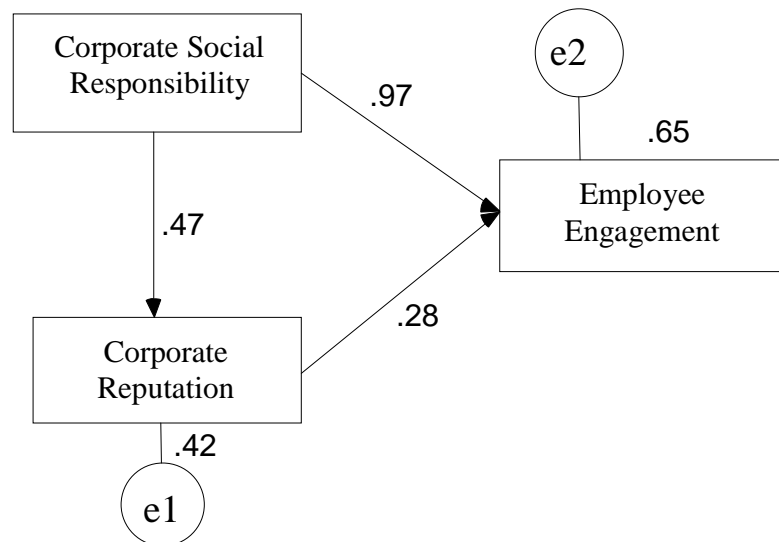 Corporate Social
Responsibility
e2
.97
.65
Employee
Engagement
.47
.28
Corporate
Reputation
.42
e1